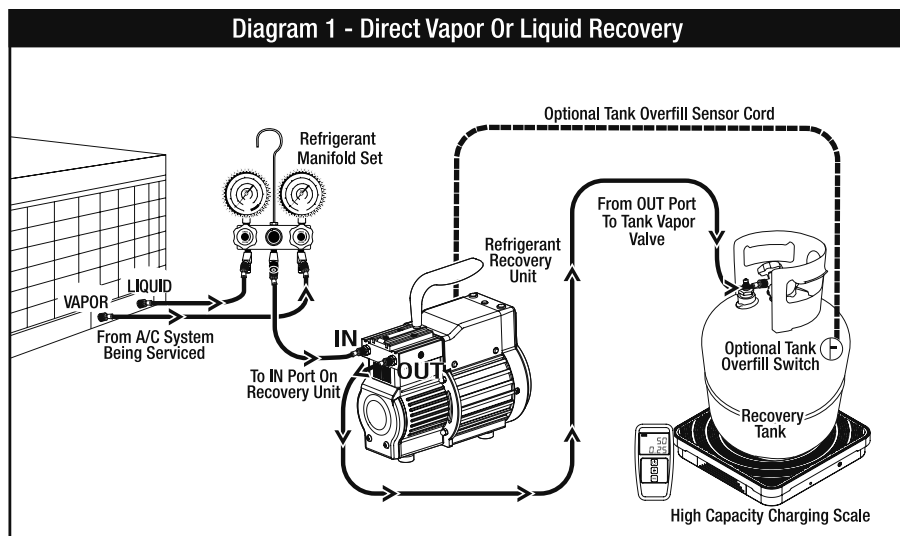 Diagram 1 - Direct Vapor Or Liquid Recovery
Optional Tank Overfill Sensor Cord
Refrigerant
Manifold Set
From OUT Port
To Tank Vapor
Valve
Refrigerant
Recovery
Unit
LIQUID
VAPOR
From A/C System
Being Serviced
IN
OUT
To IN Port On
Recovery Unit
Optional Tank
Overfill Switch
Recovery
Tank
50
0.25
High Capacity Charging Scale